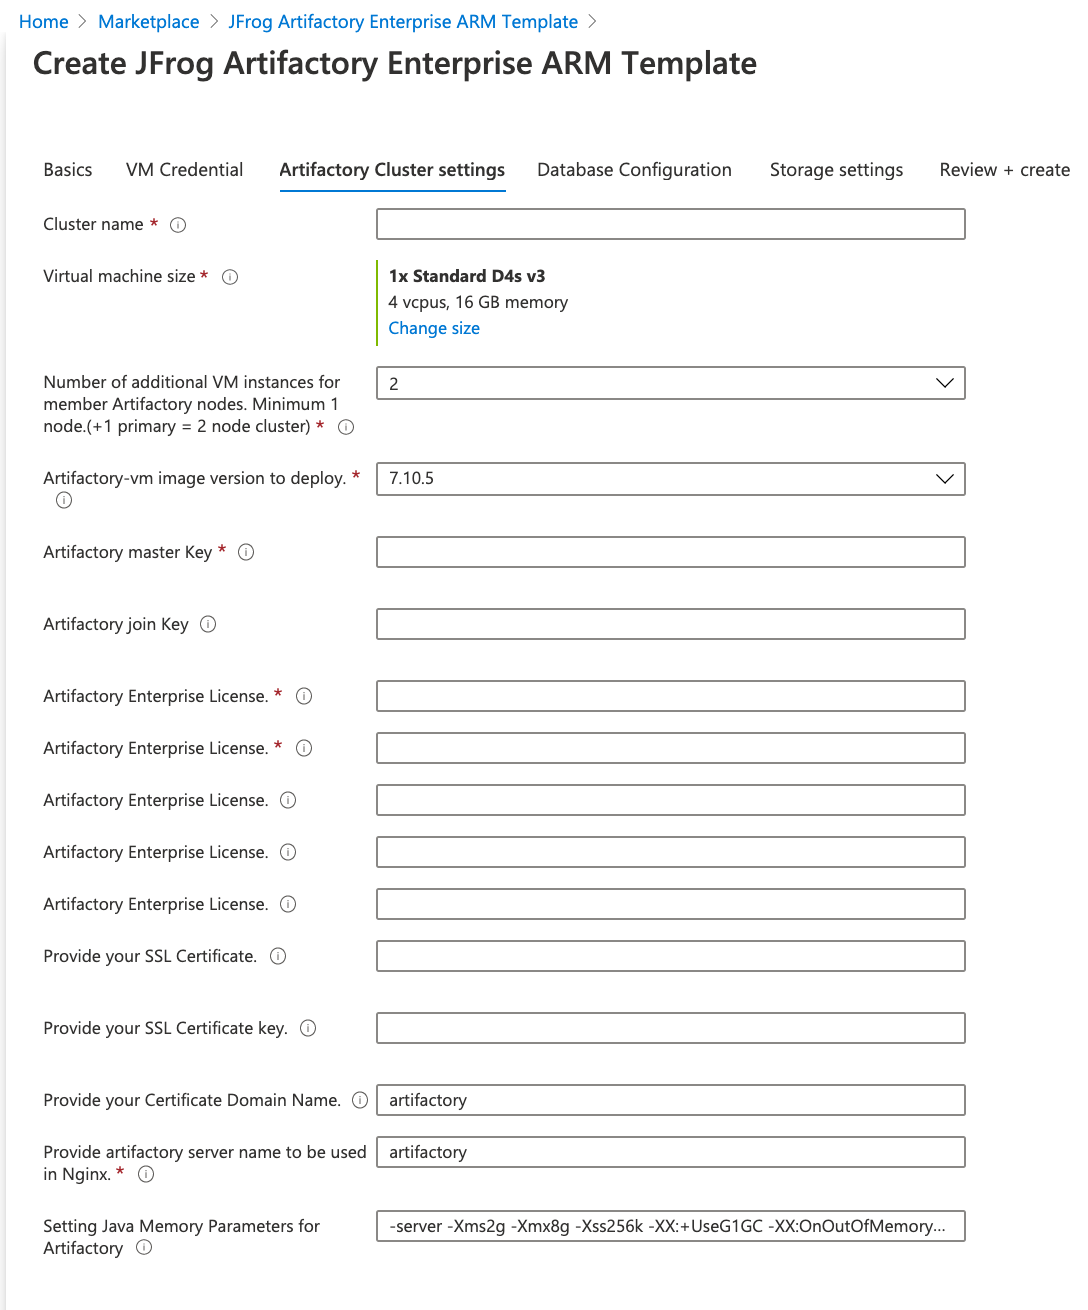 Home > Marketplace > JFrog Artifactory Enterprise ARM Template >
Create JFrog Artifactory Enterprise ARM Template
Basics VM Credential Artifactory Cluster settings Database Configuration Storage settings Review + create
Cluster name *
Virtual machine size *
1x Standard D4s v3
4 vcpus, 16 GB memory
Change size
Number of additional VM instances for
member Artifactory nodes. Minimum 1
node.(+1 primary = 2 node cluster) *
2
Artifactory-vm image version to deploy. *
7.10.5
Artifactory master Key *
Artifactory join Key
Artifactory Enterprise License. *
Artifactory Enterprise License. *
Artifactory Enterprise License.
Artifactory Enterprise License.
Artifactory Enterprise License.
Provide your SSL Certificate.
Provide your SSL Certificate key.
Provide your Certificate Domain Name.
artifactory
Provide artifactory server name to be used
in Nginx. *
artifactory
Setting Java Memory Parameters for
Artifactory
-server -Xms2g -Xmx8g -Xss256k -XX:+UseG1GC -XX:OnOutOfMemory...